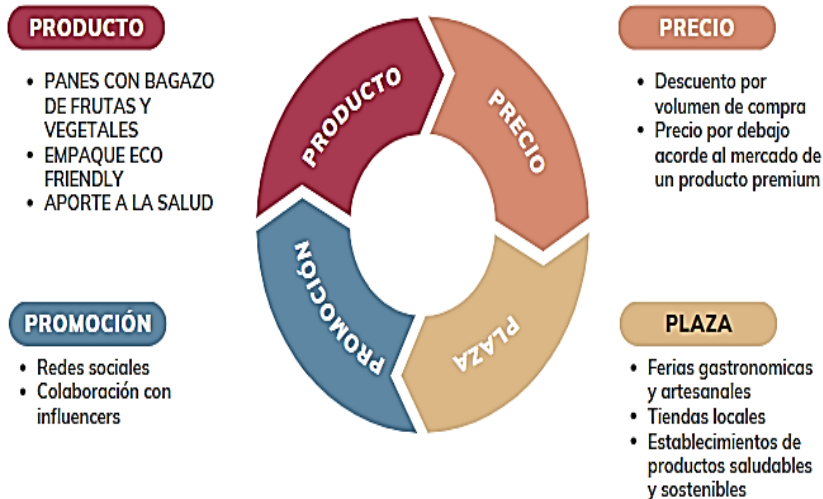 PRODUCTO
• PANES CON BAGAZO
DE FRUTAS Y
VEGETALES
• EMPAQUE ECO
FRIENDLY
• APORTE A LA SALUD
PRODUCTO
PRECIO
PLAZA
PROMOCIÓN
PRECIO
• Descuento por
volumen de compra
• Precio por debajo
acorde al mercado de
un producto premium
PROMOCIÓN
• Redes sociales
• Colaboración con
influencers
PLAZA
• Ferias gastronomicas
y artesanales
• Tiendas locales
• Establecimientos de
productos saludables
y sostenibles